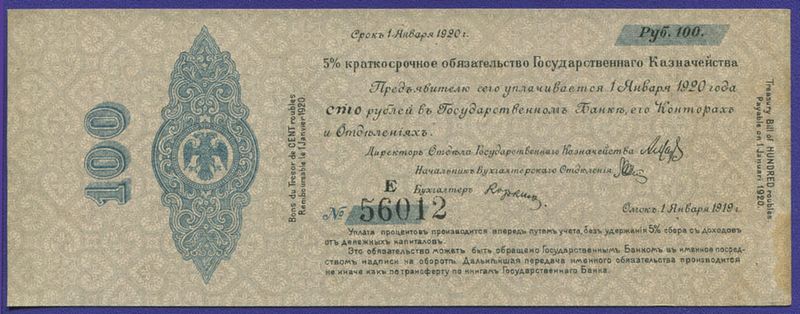 Срокъ 1 Января 1920 г.
Руб. 100.
5% краткосрочное обязательство Государственнаго Казначейства
Предъявителю сего уплачивается 1 Января 1920 года
сто рублей въ Государственномъ Банкѣ, его Конторахъ
и Отдѣленіяхъ.
Директоръ Отдѣла Государственнаго Казначейства
Начальникъ Бухгалтерскаго Отдѣленія
Е Бухгалтеръ
№ 56012
Омскъ. 1 Января 1919 г.
Уплата процентовъ производится впередъ путемъ учета, безъ удержанія 5% сбора съ доходовъ
отъ денежныхъ капиталовъ.
Это обязательство можетъ быть обращено Государственнымъ Банкомъ въ именное посред-
ствомъ надписи на оборотѣ. Дальнѣйшая передача именного обязательства производится
не иначе какъ по трансферту по книгамъ Государственнаго Банка.
100
Bons du Tresor de CENT roubles
Remboursable le 1 Janvier 1920.
Treasury Bill of HUNDRED roubles
Payable on 1 Januari 1920.